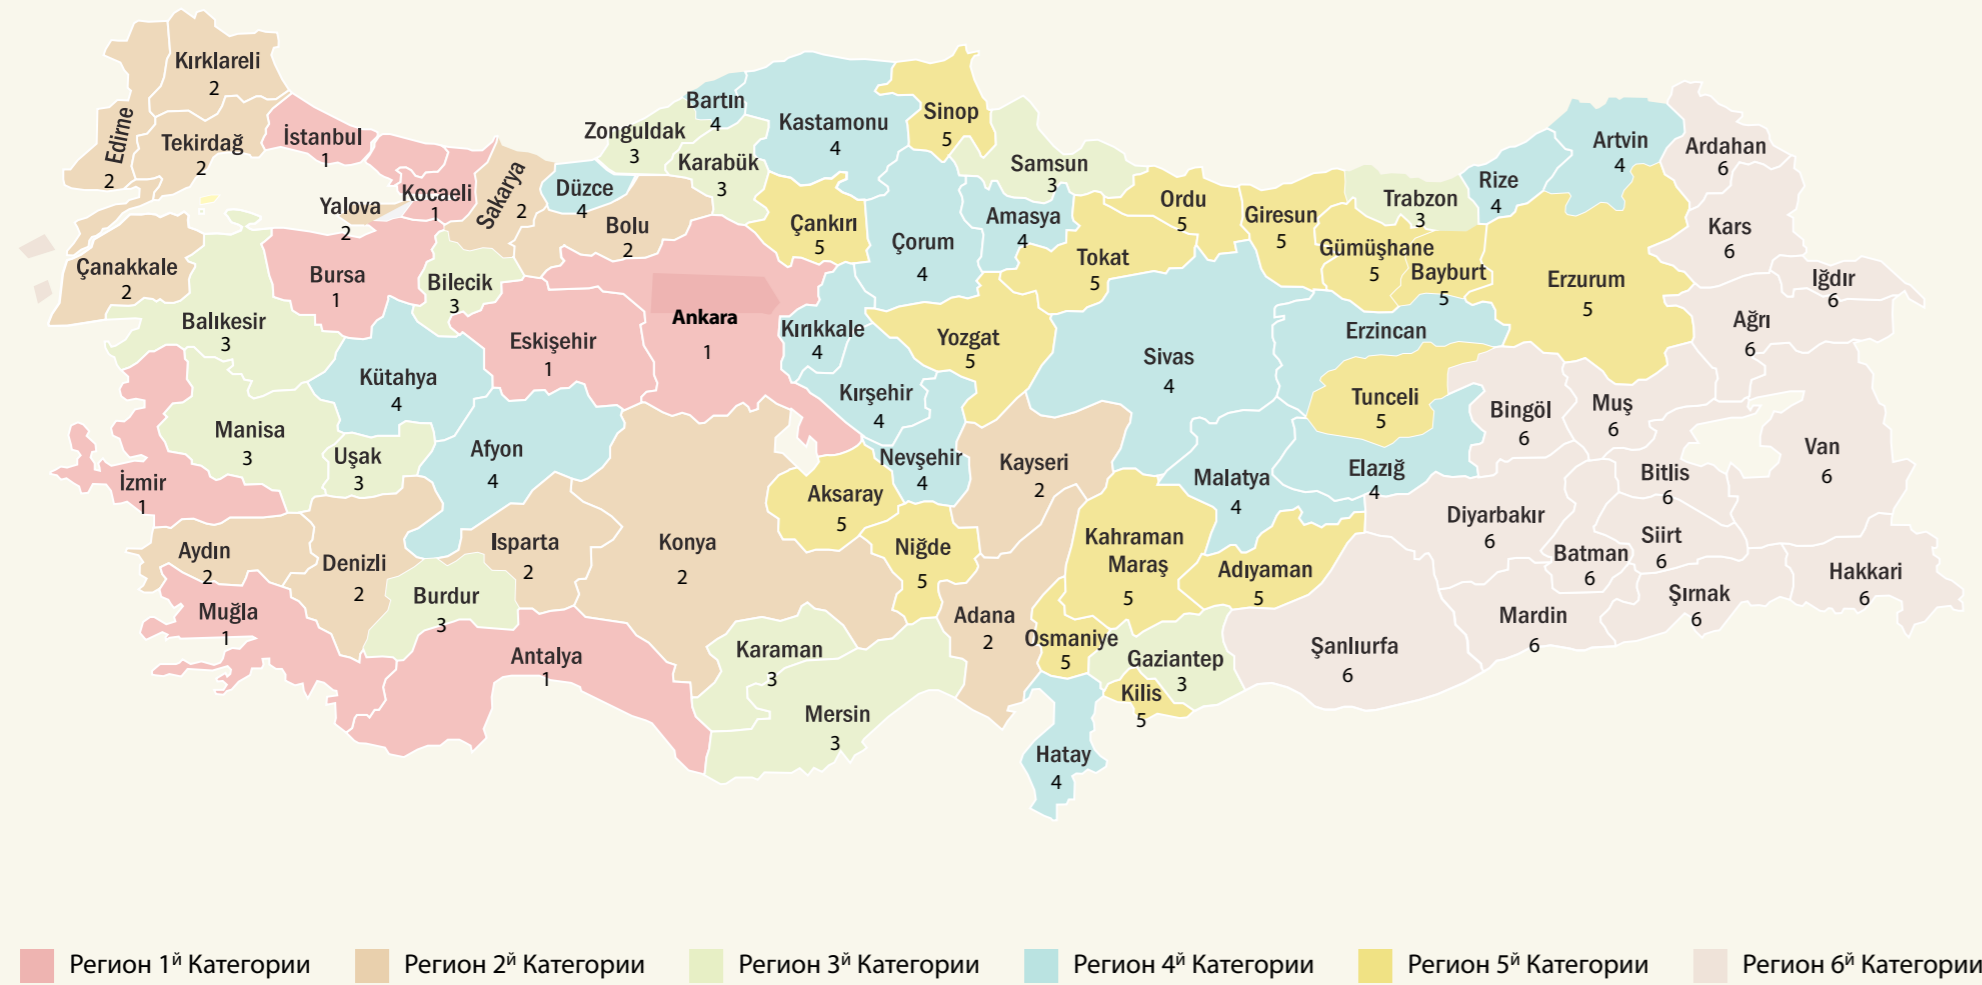 Kırklareli
2
Edirne
2
Tekirdağ
2
İstanbul
1
Kocaeli
1
Yalova
2
Sakarya
2
Düzce
4
Bolu
2
Zonguldak
3
Bartın
4
Karabük
3
Kastamonu
4
Sinop
5
Çankırı
5
Çorum
4
Samsun
3
Amasya
4
Tokat
5
Ordu
5
Giresun
5
Gümüşhane
5
Trabzon
3
Bayburt
5
Rize
4
Artvin
4
Ardahan
6
Kars
6
Iğdır
6
Ağrı
6
Erzurum
5
Erzincan
Çanakkale
2
Balıkesir
3
Bursa
1
Bilecik
3
Eskişehir
1
Ankara
1
Kırıkkale
4
Kırşehir
4
Yozgat
5
Sivas
4
Tunceli
5
Bingöl
6
Muş
6
Van
6
Bitlis
6
Kütahya
4
Manisa
3
Uşak
3
Afyon
4
İzmir
1
Aydın
2
Denizli
2
Isparta
2
Burdur
3
Muğla
1
Antalya
1
Konya
2
Aksaray
5
Nevşehir
4
Niğde
5
Kayseri
2
Karaman
3
Mersin
3
Adana
2
Osmaniye
5
Kahraman
Maraş
5
Malatya
4
Elazığ
4
Adıyaman
5
Gaziantep
3
Kilis
5
Hatay
4
Şanlıurfa
6
Diyarbakır
6
Batman
6
Siirt
6
Mardin
6
Şırnak
6
Hakkari
6
Регион 1й Категории
Регион 2й Категории
Регион 3й Категории
Регион 4й Категории
Регион 5й Категории
Регион 6й Категории